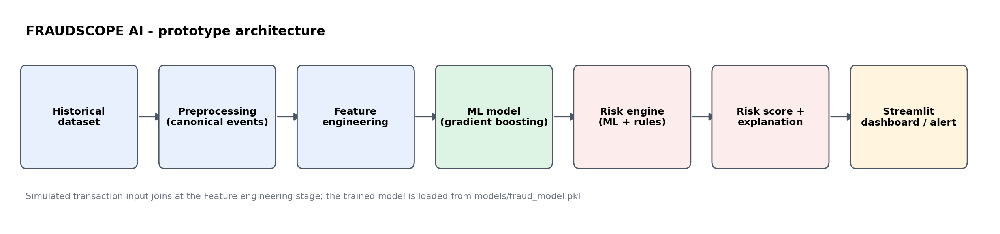 FRAUDSCOPE AI - prototype architecture
Historical
dataset
Preprocessing
(canonical events)
Feature
engineering
ML model
(gradient boosting)
Risk engine
(ML + rules)
Risk score +
explanation
Streamlit
dashboard / alert
Simulated transaction input joins at the Feature engineering stage; the trained model is loaded from models/fraud_model.pkl